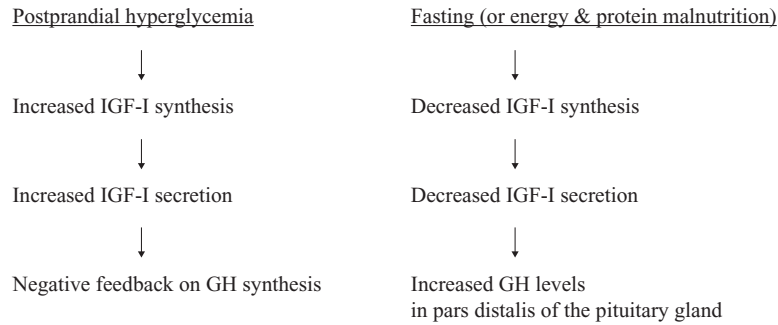 Postprandial hyperglycemia
Increased IGF-I synthesis
Increased IGF-I secretion
Negative feedback on GH synthesis
Fasting (or energy & protein malnutrition)
Decreased IGF-I synthesis
Decreased IGF-I secretion
Increased GH levels
in pars distalis of the pituitary gland